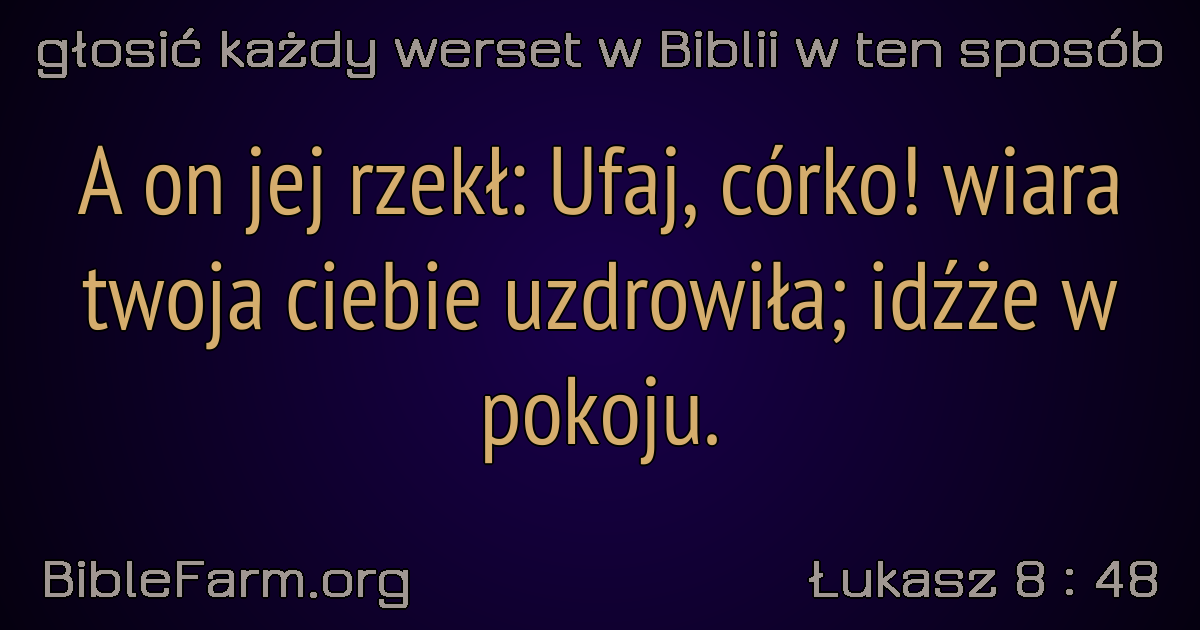 głosić każdy werset w Biblii w ten sposób
A on jej rzekł: Ufaj, córko! wiara
twoja ciebie uzdrowiła; idźże w
pokoju.
BibleFarm.org
Łukasz 8 : 48